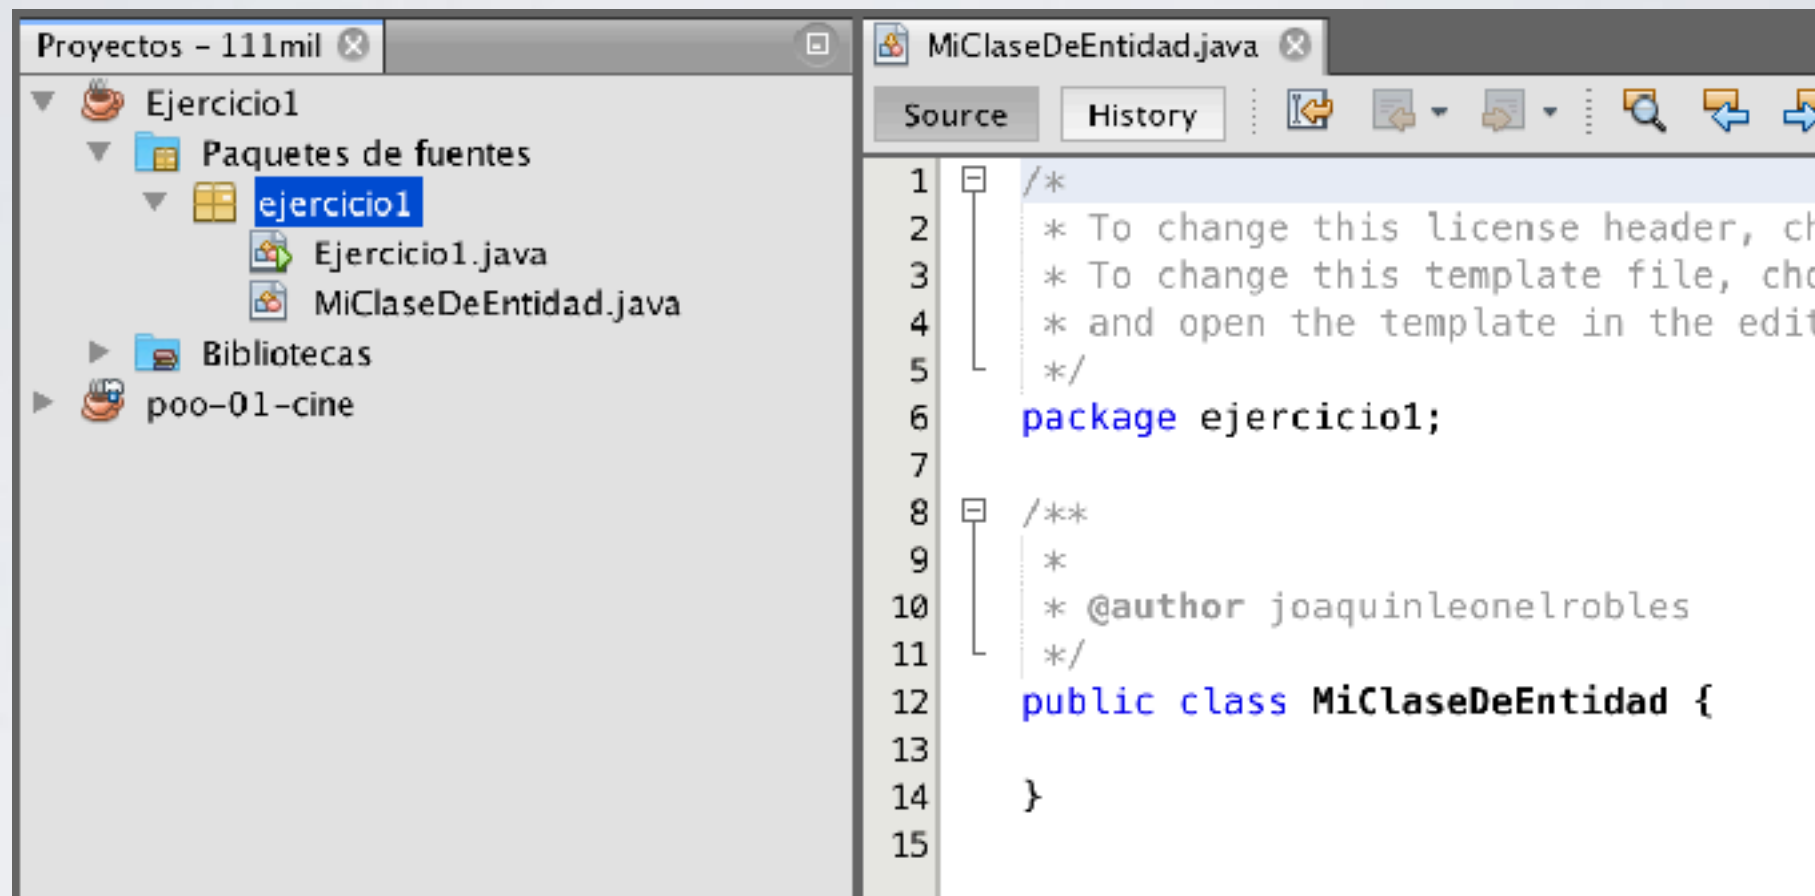 Proyectos - 111mil
Ejercicio1
Paquetes de fuentes
ejercicio1
Ejercicio1.java
MiClaseDeEntidad.java
Bibliotecas
poo-01-cine
MiClaseDeEntidad.java
Source History
1 /*
2 * To change this license header,
3 * To change this template file,
4 * and open the template in the
5 */
6 package ejercicio1;
7
8 /**
9 *
10 * @author joaquinleonelrobles
11 */
12 public class MiClaseDeEntidad {
13
14 }
15